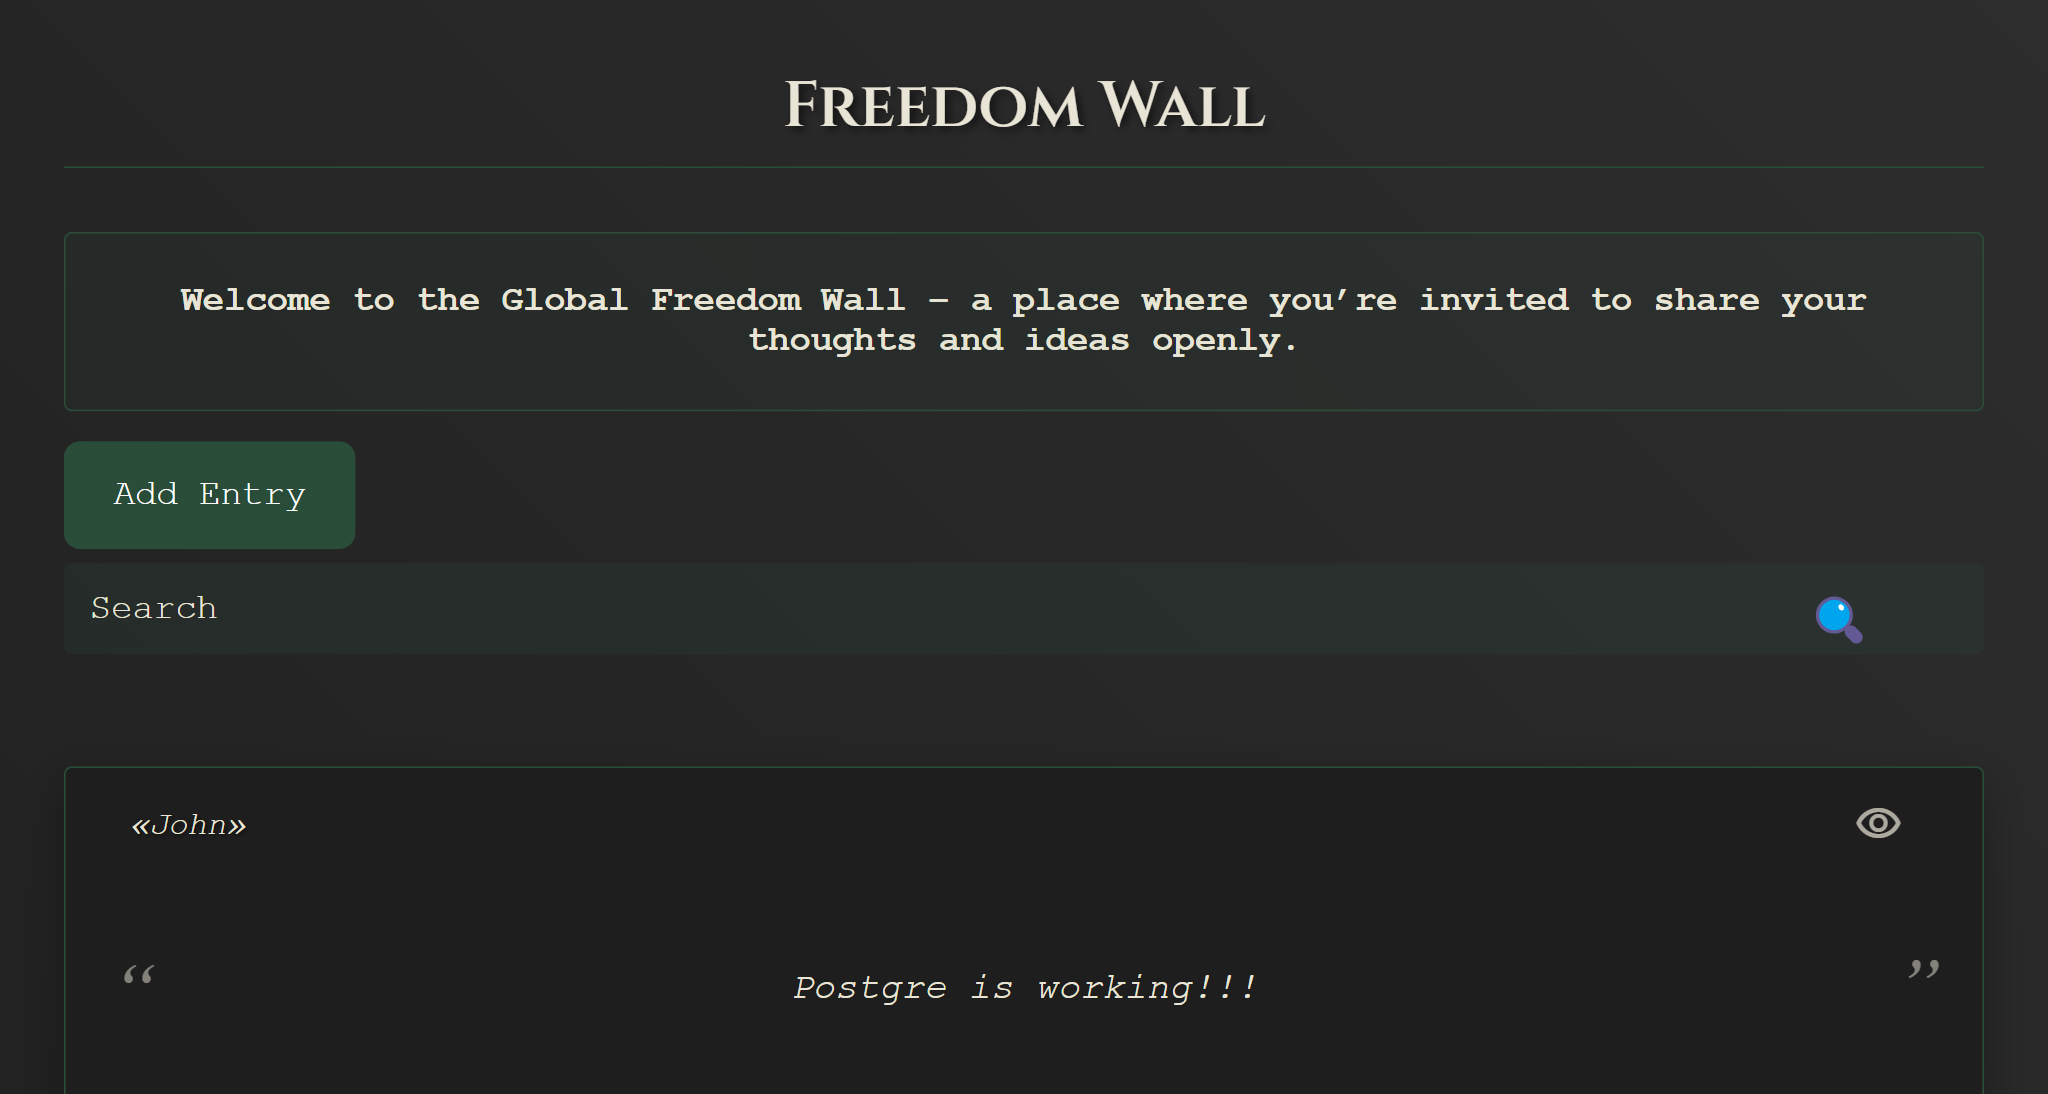 Freedom Wall
Welcome to the Global Freedom Wall – a place where you’re invited to share your
thoughts and ideas openly.
Add Entry
Search
«John»
“ Postgre is working!!! ”